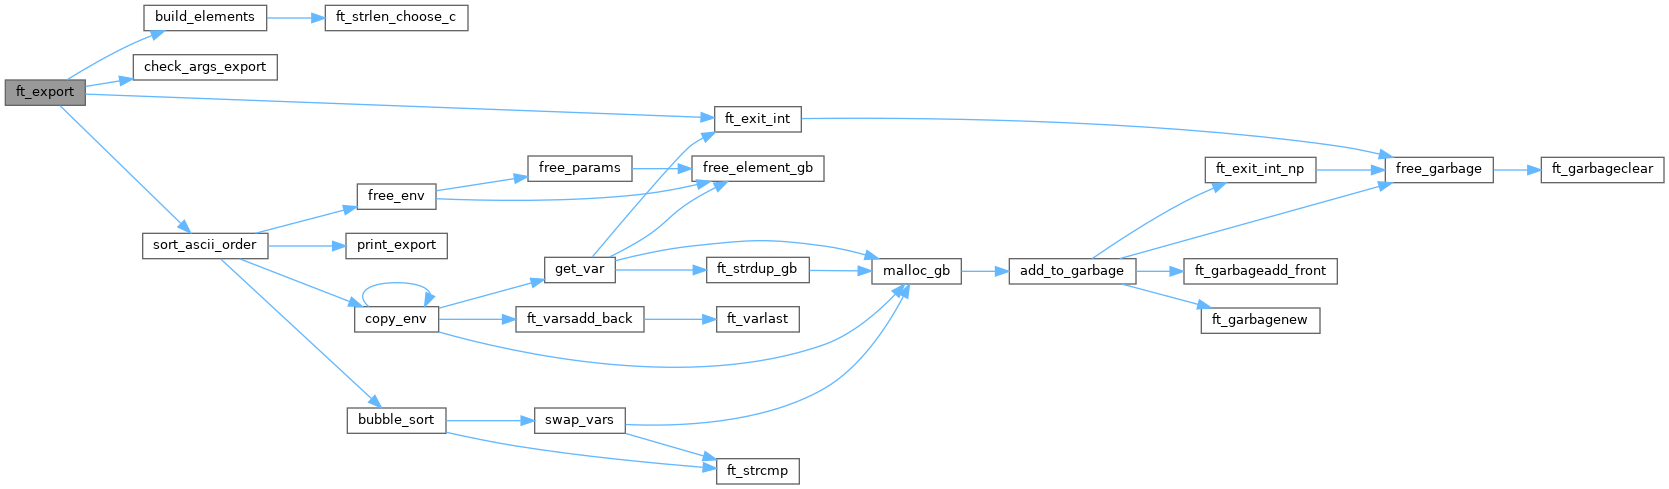 build_elements
ft_strlen_choose_c
check_args_export
ft_export
ft_exit_int
free_params
free_element_gb
ft_exit_int_np
free_garbage
ft_garbageclear
free_env
sort_ascii_order
print_export
get_var
ft_strdup_gb
malloc_gb
add_to_garbage
ft_garbageadd_front
copy_env
ft_varsadd_back
ft_varlast
ft_garbagenew
bubble_sort
swap_vars
ft_strcmp